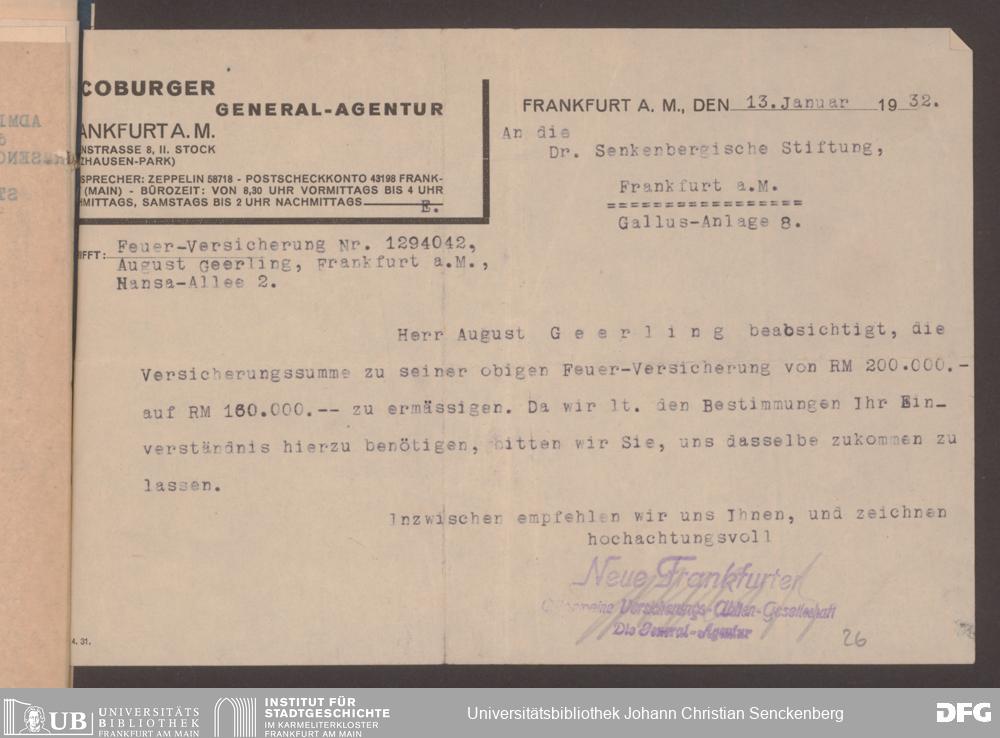 COBURGER
GENERAL-AGENTUR
ANKFURT A. M.
NSTRASSE 8, II. STOCK
ZHAUSEN-PARK)
SPRECHER: ZEPPELIN 58718 - POSTSCHECKKONTO 43198 FRANK-
(MAIN) - BÜROZEIT: VON 8,30 UHR VORMITTAGS BIS 4 UHR
MITTAGS, SAMSTAGS BIS 2 UHR NACHMITTAGS
E.
FRANKFURT A. M., DEN 13. Januar 1932.
An die
Dr. Senkenbergische Stiftung,
Frankfurt a.M.
Gallus-Anlage 8.
IFFT: Feuer-Versicherung Nr. 1294042,
August Geerling, Frankfurt a.M.,
Hansa-Allee 2.
Herr August G e e r l i n g beabsichtigt, die
Versicherungssumme zu seiner obigen Feuer-Versicherung von RM 200.000.-
auf RM 160.000.-- zu ermässigen. Da wir lt. den Bestimmungen Ihr Ein-
verständnis hierzu benötigen, bitten wir Sie, uns dasselbe zukommen zu
lassen.
Inzwischen empfehlen wir uns Ihnen, und zeichnen
hochachtungsvoll
Neue Frankfurter
Allgemeine Versicherungs-Aktien-Gesellschaft
Die General-Agentur
4. 31.
26
UB UNIVERSITÄTS
BIBLIOTHEK
FRANKFURT AM MAIN
INSTITUT FÜR
STADTGESCHICHTE
IM KARMELITERKLOSTER
FRANKFURT AM MAIN
Universitätsbibliothek Johann Christian Senckenberg
DFG